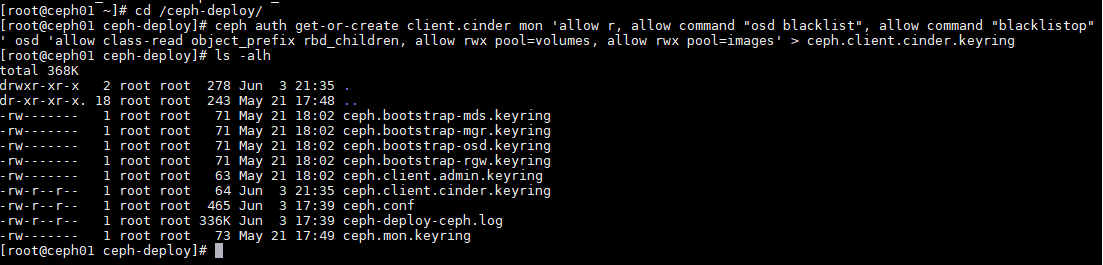 [root@ceph01 ~]# cd /ceph-deploy/
[root@ceph01 ceph-deploy]# ceph auth get-or-create client.cinder mon 'allow r, allow command "osd blacklist", allow command "blacklistop"
' osd 'allow class-read object_prefix rbd_children, allow rwx pool=volumes, allow rwx pool=images' > ceph.client.cinder.keyring
[root@ceph01 ceph-deploy]# ls -alh
total 368K
drwxr-xr-x   2 root root  278 Jun  3 21:35 .
dr-xr-xr-x. 18 root root  243 May 21 17:48 ..
-rw-------   1 root root   71 May 21 18:02 ceph.bootstrap-mds.keyring
-rw-------   1 root root   71 May 21 18:02 ceph.bootstrap-mgr.keyring
-rw-------   1 root root   71 May 21 18:02 ceph.bootstrap-osd.keyring
-rw-------   1 root root   71 May 21 18:02 ceph.bootstrap-rgw.keyring
-rw-------   1 root root   63 May 21 18:02 ceph.client.admin.keyring
-rw-r--r--   1 root root   64 Jun  3 21:35 ceph.client.cinder.keyring
-rw-r--r--   1 root root  465 Jun  3 17:39 ceph.conf
-rw-r--r--   1 root root 336K Jun  3 17:39 ceph-deploy-ceph.log
-rw-------   1 root root   73 May 21 17:49 ceph.mon.keyring
[root@ceph01 ceph-deploy]#